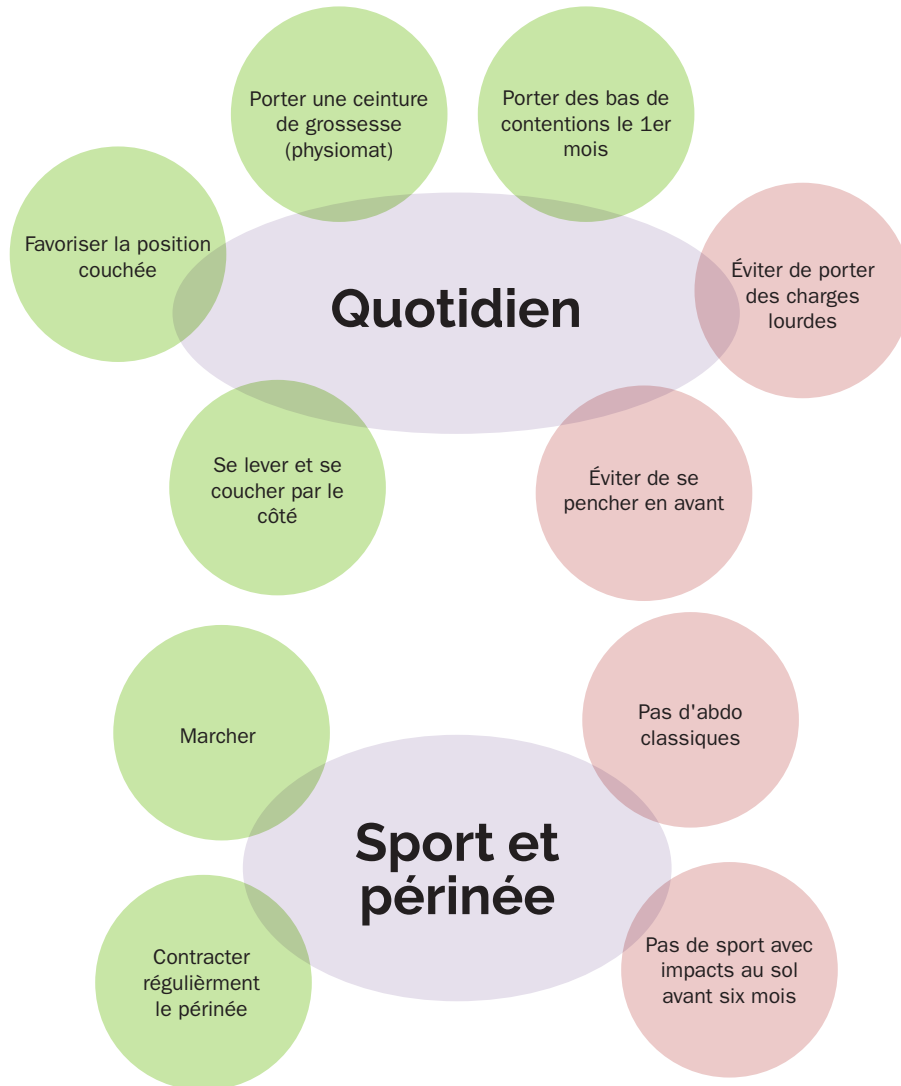 Porter une ceinture
de grossesse
(physiomat)
Porter des bas de
contentions le 1er
mois
Favoriser la position
couchée
Éviter de porter
des charges
lourdes
Quotidien
Se lever et se
coucher par le
côté
Éviter de se
pencher en avant
Marcher
Pas d'abdo
classiques
Sport et
périnée
Contracter
régulièrment
le périnée
Pas de sport avec
impacts au sol
avant six mois